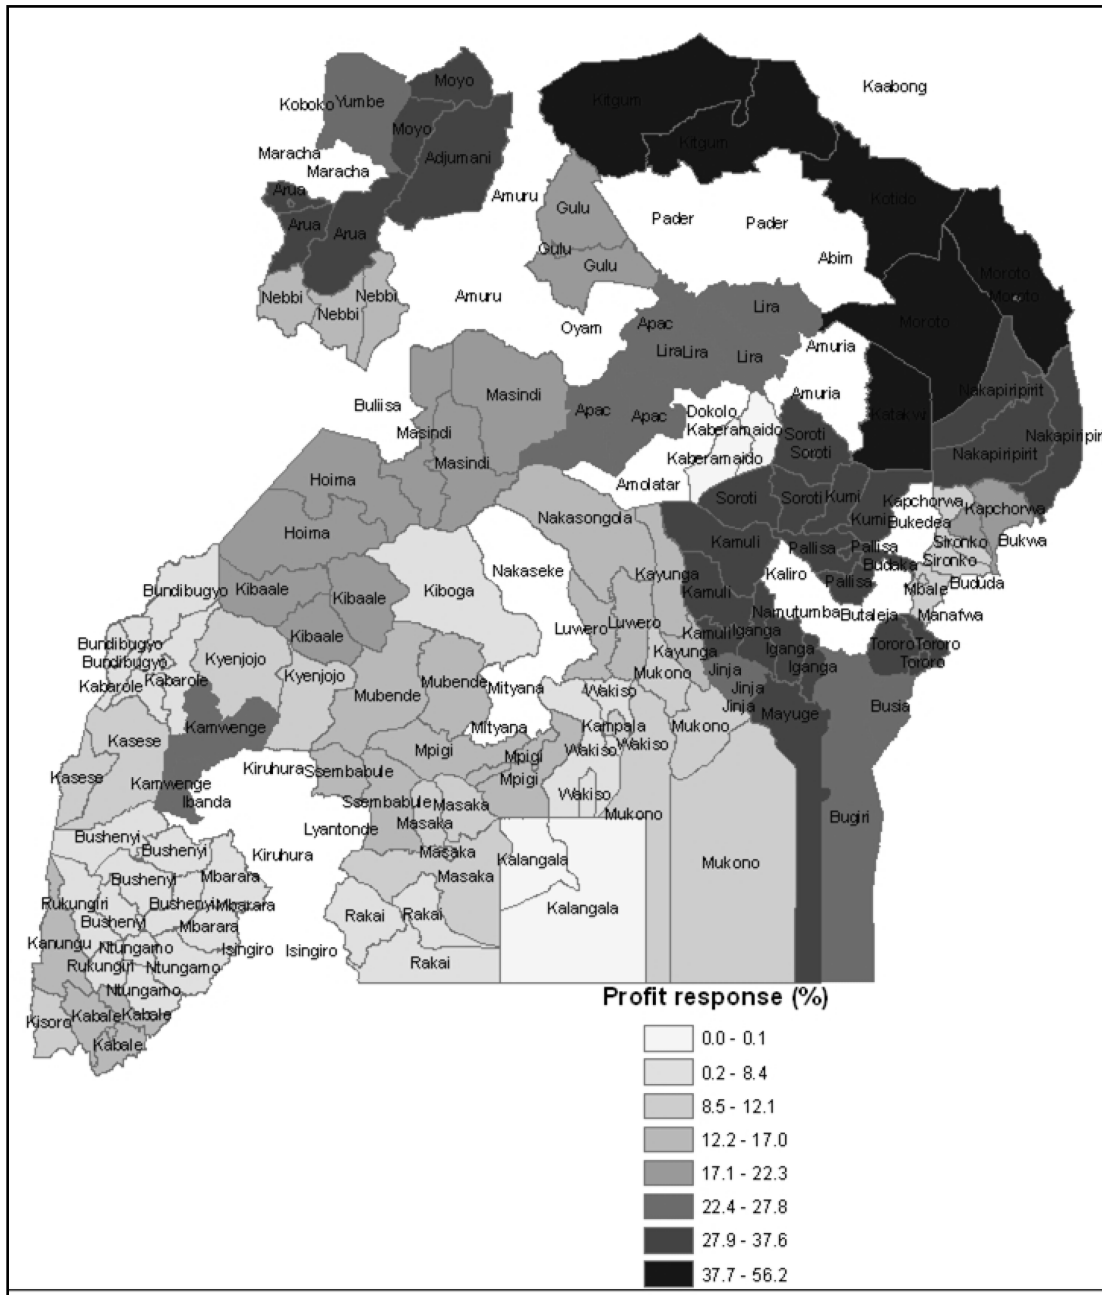 Moyo
Kaabong
Koboko
Yumbe
Kitgum
Moyo
Kitgum
Maracha
Adjumani
Maracha
Arua
Amuru
Kotido
Gulu
Pader
Pader
Arua
Arua
Gulu
Gulu
Abim
Moroto
Nebbi
Nebbi
Amuru
Moroto
Nebbi
Lira
Oyam
Apac
Moroto
Lira
Lira
Lira
Amuria
Masindi
Amuria
Nakapiripirit
Buliisa
Apac
Apac
Dokolo
Katakwi
Masindi
Kaberamaido
Soroti
Nakapiripirit
Masindi
Kaberamaido
Soroti
Nakapiripirit
Hoima
Amolatar
Soroti
Soroti
Kumi
Kapchorwa
Kapchorwa
Nakasongola
Kumi
Bukedea
Hoima
Kamuli
Pallisa
Pallisa
Sironko
Bukwa
Nakaseke
Kayunga
Kaliro
Budaka
Sironko
Bundibugyo
Kibaale
Kibaale
Kiboga
Kamuli
Pallisa
Mbale
Bududa
Luwero
Luwero
Namutumba
Butaleja
Manafwa
Bundibugyo
Kibaale
Kamuli
Iganga
Bundibugyo
Kyenjojo
Kayunga
Iganga
Tororo
Tororo
Kabarole
Kabarole
Kyenjojo
Mubende
Mubende
Mukono
Jinja
Iganga
Tororo
Mityana
Wakiso
Jinja
Kamwenge
Mityana
Kampala
Mukono
Jinja
Mayuge
Busia
Kasese
Mpigi
Mpigi
Wakiso
Wakiso
Kasese
Kamwenge
Kiruhura
Ssembabule
Mpigi
Ibanda
Ssembabule
Masaka
Wakiso
Mukono
Bugiri
Bushenyi
Bushenyi
Lyantonde
Masaka
Kiruhura
Masaka
Kalangala
Mukono
Bushenyi
Mbarara
Masaka
Rukungiri
Bushenyi
Mbarara
Kalangala
Bushenyi
Mbarara
Rakai
Rakai
Kanungu
Ntungamo
Isingiro
Isingiro
Rukungiri
Ntungamo
Rakai
Ntungamo
Kisoro
Kabale
Kabale
Kabale
Profit response (%)
0.0 - 0.1
0.2 - 8.4
8.5 - 12.1
12.2 - 17.0
17.1 - 22.3
22.4 - 27.8
27.9 - 37.6
37.7 - 56.2